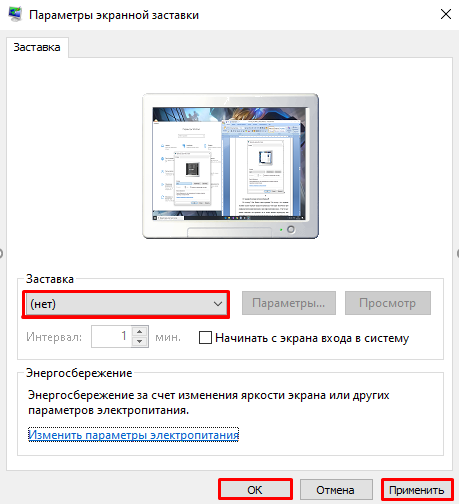 Параметры экранной заставки
Заставка
Заставка
(нет)
Параметры...
Просмотр
Интервал:
1
мин.
Начинать с экрана входа в систему
Энергосбережение
Энергосбережение за счет изменения яркости экрана или других
параметров электропитания.
Изменить параметры электропитания
ОК
Отмена
Применить